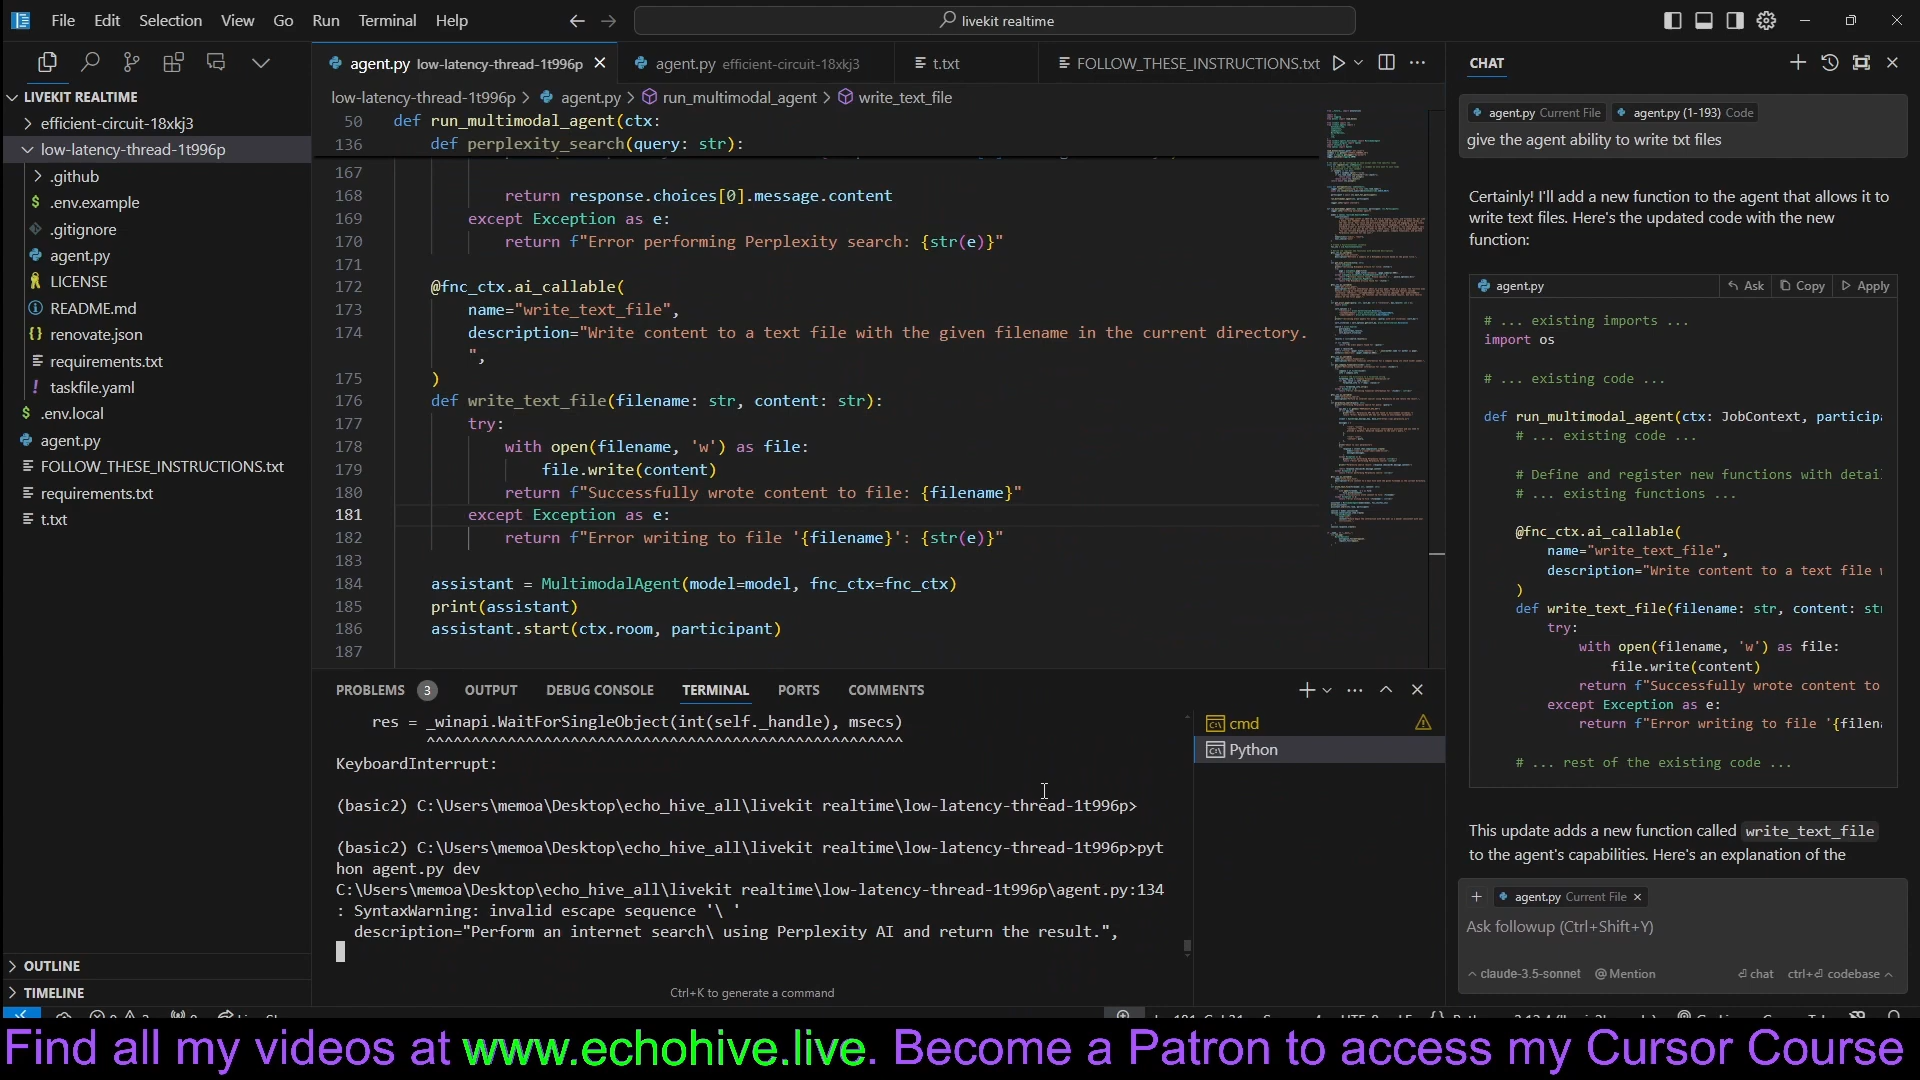 File Edit Selection View Go Run Terminal Help
livekit realtime
LIVEKIT REALTIME
efficient-circuit-18xkj3
low-latency-thread-1t996p
.github
.env.example
.gitignore
agent.py
LICENSE
README.md
renovate.json
requirements.txt
taskfile.yaml
.env.local
agent.py
FOLLOW_THESE_INSTRUCTIONS.txt
requirements.txt
t.txt
OUTLINE
TIMELINE
agent.py low-latency-thread-1t996p
agent.py efficient-circuit-18xkj3
t.txt
FOLLOW_THESE_INSTRUCTIONS.txt
low-latency-thread-1t996p > agent.py > run_multimodal_agent > write_text_file
50 def run_multimodal_agent(ctx:
136 def perplexity_search(query: str):
167
168 return response.choices[0].message.content
169 except Exception as e:
170 return f"Error performing Perplexity search: {str(e)}"
171
172 @fnc_ctx.ai_callable(
173 name="write_text_file",
174 description="Write content to a text file with the given filename in the current directory.
",
175 )
176 def write_text_file(filename: str, content: str):
177 try:
178 with open(filename, 'w') as file:
179 file.write(content)
180 return f"Successfully wrote content to file: {filename}"
181 except Exception as e:
182 return f"Error writing to file '{filename}': {str(e)}"
183
184 assistant = MultimodalAgent(model=model, fnc_ctx=fnc_ctx)
185 print(assistant)
186 assistant.start(ctx.room, participant)
187
PROBLEMS 3 OUTPUT DEBUG CONSOLE TERMINAL PORTS COMMENTS
res = _winapi.WaitForSingleObject(int(self._handle), msecs)
^^^^^^^^^^^^^^^^^^^^^^^^^^^^^^^^^^^^^^^^^^^^^^^^^^^^^
KeyboardInterrupt:
(basic2) C:\Users\memoa\Desktop\echo_hive_all\livekit realtime\low-latency-thread-1t996p>
(basic2) C:\Users\memoa\Desktop\echo_hive_all\livekit realtime\low-latency-thread-1t996p>pyt
hon agent.py dev
C:\Users\memoa\Desktop\echo_hive_all\livekit realtime\low-latency-thread-1t996p\agent.py:134
: SyntaxWarning: invalid escape sequence '\ '
description="Perform an internet search\ using Perplexity AI and return the result.",
Ctrl+K to generate a command
cmd
Python
CHAT
agent.py Current File agent.py (1-193) Code
give the agent ability to write txt files
Certainly! I'll add a new function to the agent that allows it to
write text files. Here's the updated code with the new
function:
agent.py Ask Copy Apply
# ... existing imports ...
import os
# ... existing code ...
def run_multimodal_agent(ctx: JobContext, participa
# ... existing code ...
# Define and register new functions with detai
# ... existing functions ...
@fnc_ctx.ai_callable(
name="write_text_file",
description="Write content to a text file
)
def write_text_file(filename: str, content: st
try:
with open(filename, 'w') as file:
file.write(content)
return f"Successfully wrote content to
except Exception as e:
return f"Error writing to file '{filen
# ... rest of the existing code ...
This update adds a new function called write_text_file
to the agent's capabilities. Here's an explanation of the
+ agent.py Current File ×
Ask followup (Ctrl+Shift+Y)
claude-3.5-sonnet @ Mention chat ctrl+⏎ codebase
Find all my videos at www.echohive.live. Become a Patron to access my Cursor Course